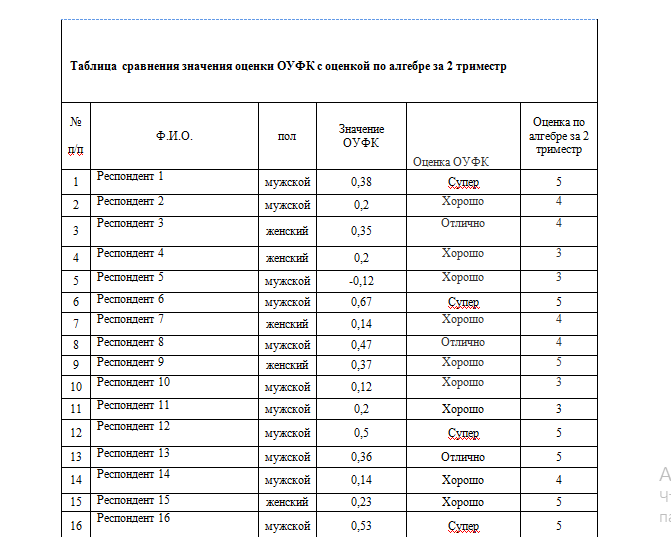 Таблица сравнения значения оценки ОУФК с оценкой по алгебре за 2 триместр
№ п/п Ф.И.О. пол Значение ОУФК Оценка ОУФК Оценка по алгебре за 2 триместр
1 Респондент 1 мужской 0,38 Супер 5
2 Респондент 2 мужской 0,2 Хорошо 4
3 Респондент 3 женский 0,35 Отлично 4
4 Респондент 4 женский 0,2 Хорошо 3
5 Респондент 5 мужской -0,12 Хорошо 3
6 Респондент 6 мужской 0,67 Супер 5
7 Респондент 7 женский 0,14 Хорошо 4
8 Респондент 8 мужской 0,47 Отлично 4
9 Респондент 9 женский 0,37 Хорошо 5
10 Респондент 10 мужской 0,12 Хорошо 3
11 Респондент 11 мужской 0,2 Хорошо 3
12 Респондент 12 мужской 0,5 Супер 5
13 Респондент 13 мужской 0,36 Отлично 5
14 Респондент 14 мужской 0,14 Хорошо 4
15 Респондент 15 женский 0,23 Хорошо 5
16 Респондент 16 мужской 0,53 Супер 5